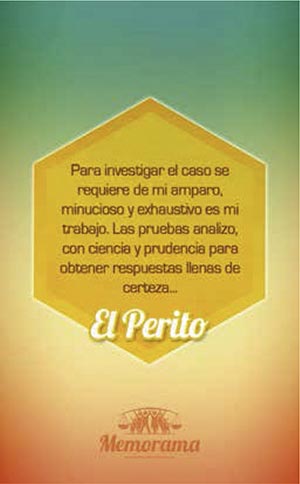 Para investigar el caso se
requiere de mi amparo,
minucioso y exhaustivo es mi
trabajo. Las pruebas analizo,
con ciencia y prudencia para
obtener respuestas llenas de
certeza...
El Perito
Memorama